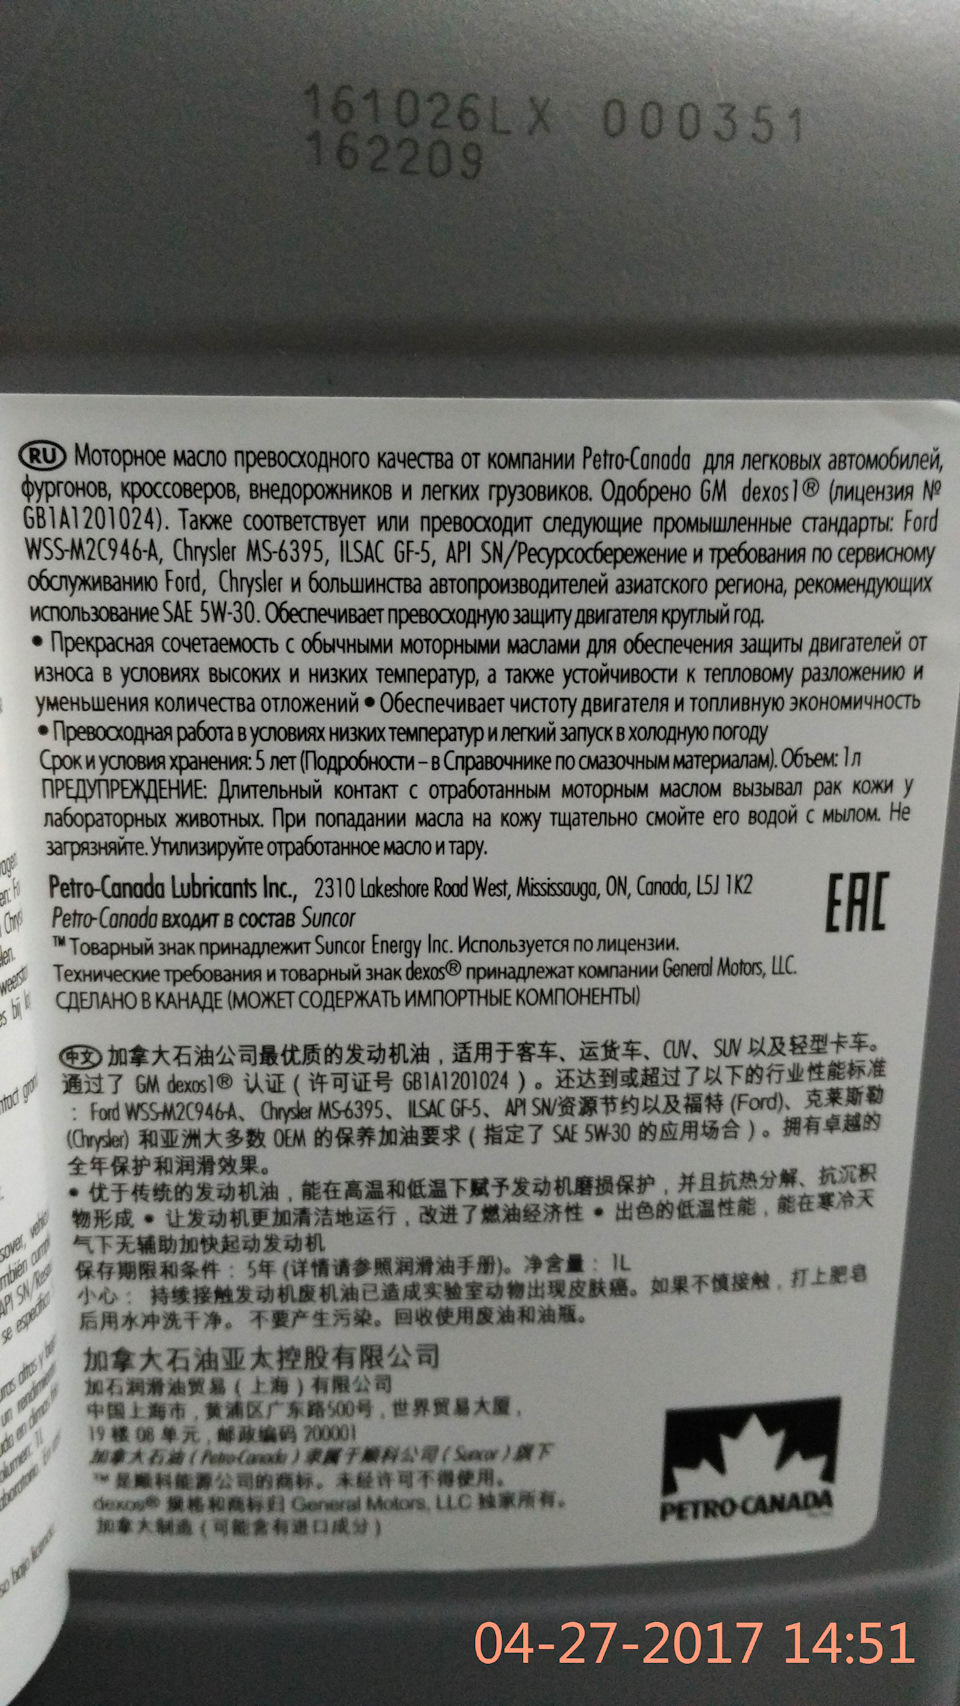 161026LX 000351
162209
RU Моторное масло превосходного качества от компании Petro-Canada для легковых автомобилей,
фургонов, кроссоверов, внедорожников и легких грузовиков. Одобрено GM dexos1® (лицензия №
GB1A1201024). Также соответствует или превосходит следующие промышленные стандарты: Ford
WSS-M2C946-A, Chrysler MS-6395, ILSAC GF-5, API SN/Ресурсосбережение и требования по сервисному
обслуживанию Ford, Chrysler и большинства автопроизводителей азиатского региона, рекомендующих
использование SAE 5W-30. Обеспечивает превосходную защиту двигателя круглый год.
• Прекрасная сочетаемость с обычными моторными маслами для обеспечения защиты двигателей от
износа в условиях высоких и низких температур, а также устойчивости к тепловому разложению и
уменьшения количества отложений • Обеспечивает чистоту двигателя и топливную экономичность
• Превосходная работа в условиях низких температур и легкий запуск в холодную погоду
Срок и условия хранения: 5 лет (Подробности – в Справочнике по смазочным материалам). Объем: 1л
ПРЕДУПРЕЖДЕНИЕ: Длительный контакт с отработанным моторным маслом вызывал рак кожи у
лабораторных животных. При попадании масла на кожу тщательно смойте его водой с мылом. Не
загрязняйте. Утилизируйте отработанное масло и тару.
Petro-Canada Lubricants Inc., 2310 Lakeshore Road West, Mississauga, ON, Canada, L5J 1K2
EAC
Petro-Canada входит в состав Suncor
™ Товарный знак принадлежит Suncor Energy Inc. Используется по лицензии.
Технические требования и товарный знак dexos® принадлежат компании General Motors, LLC.
СДЕЛАНО В КАНАДЕ (МОЖЕТ СОДЕРЖАТЬ ИМПОРТНЫЕ КОМПОНЕНТЫ)
中文 加拿大石油公司最优质的发动机油，适用于客车、运货车、CUV、SUV 以及轻型卡车。
通过了 GM dexos1® 认证（许可证号 GB1A1201024）。还达到或超过了以下的行业性能标准
：Ford WSS-M2C946-A、Chrysler MS-6395、ILSAC GF-5、API SN/资源节约以及福特 (Ford)、克莱斯勒
(Chrysler) 和亚洲大多数 OEM 的保养加油要求（指定了 SAE 5W-30 的应用场合）。拥有卓越的
全年保护和润滑效果。
• 优于传统的发动机油，能在高温和低温下赋予发动机磨损保护，并且抗热分解、抗沉积
物形成 • 让发动机更加清洁地运行，改进了燃油经济性 • 出色的低温性能，能在寒冷天
气下无辅助加快起动发动机
保存期限和条件：5年 (详情请参照润滑油手册)。净含量：1L
小心：持续接触发动机废机油已造成实验室动物出现皮肤癌。如果不慎接触，打上肥皂
后用水冲洗干净。不要产生污染。回收使用废油和油瓶。
加拿大石油亚太控股有限公司
加石润滑油贸易（上海）有限公司
中国上海市，黄浦区广东路500号，世界贸易大厦，
19 楼 08 单元，邮政编码 200001
加拿大石油（Petro-Canada）隶属于顺科公司（Suncor）旗下
™ 是顺科能源公司的商标。未经许可不得使用。
dexos® 规格和商标归 General Motors, LLC 独家所有。
加拿大制造（可能含有进口成分）
PETRO-CANADA
04-27-2017 14:51